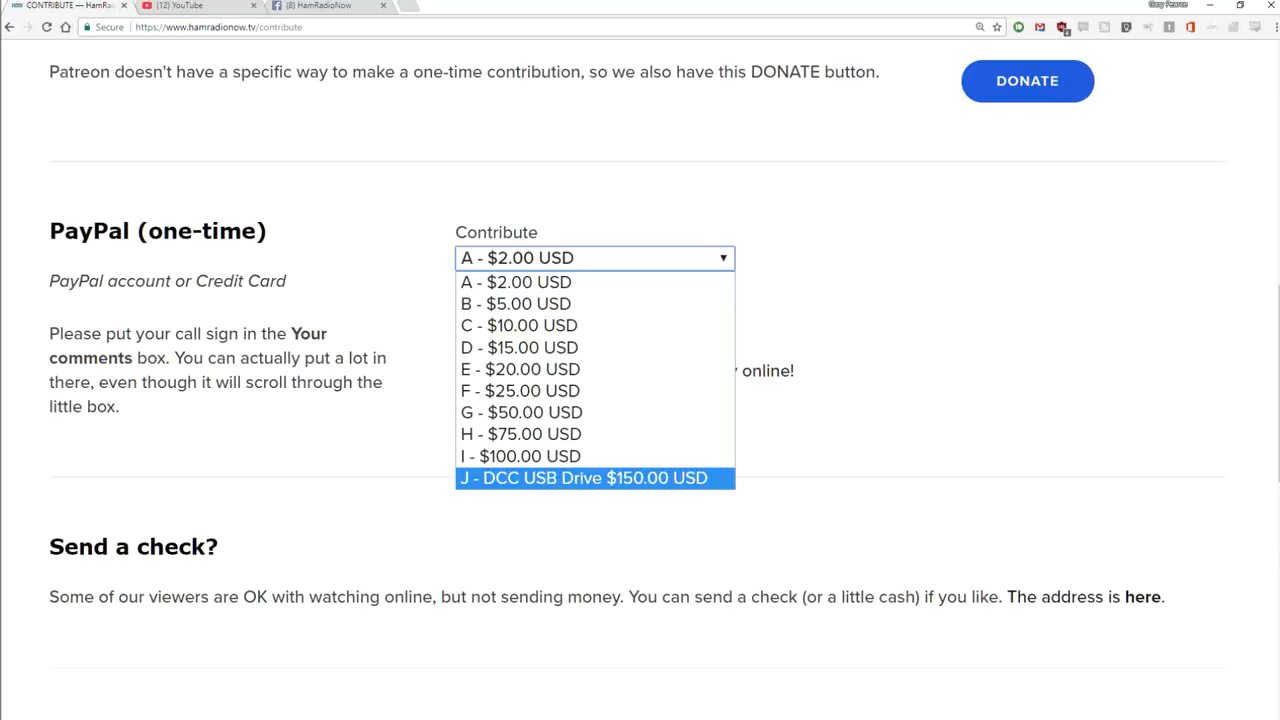 CONTRIBUTE — HamRa
(12) YouTube
(8) HamRadioNow
Gary Pearce
Secure
https://www.hamradionow.tv/contribute
Patreon doesn't have a specific way to make a one-time contribution, so we also have this DONATE button.
DONATE
PayPal (one-time)
PayPal account or Credit Card
Please put your call sign in the Your
comments box. You can actually put a lot in
there, even though it will scroll through the
little box.
Contribute
A - $2.00 USD
A - $2.00 USD
B - $5.00 USD
C - $10.00 USD
D - $15.00 USD
E - $20.00 USD
F - $25.00 USD
G - $50.00 USD
H - $75.00 USD
I - $100.00 USD
J - DCC USB Drive $150.00 USD
online!
Send a check?
Some of our viewers are OK with watching online, but not sending money. You can send a check (or a little cash) if you like. The address is here.